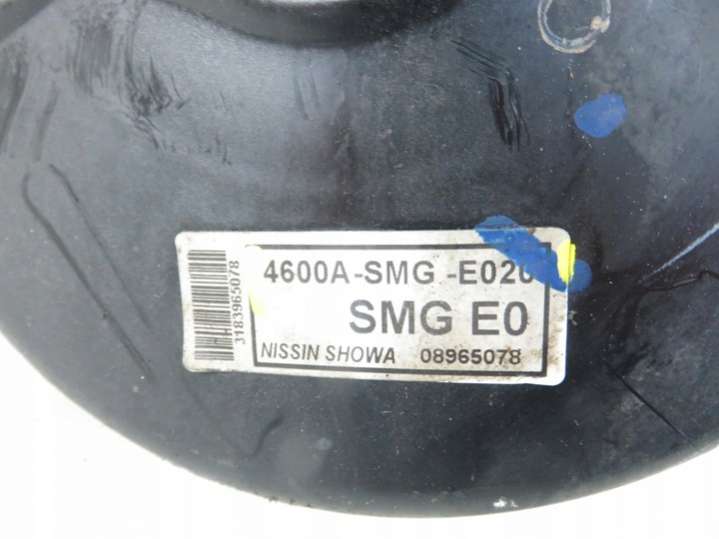 4600A-SMG -E020
SMG E0
NISSIN SHOWA 08965078
3183965078